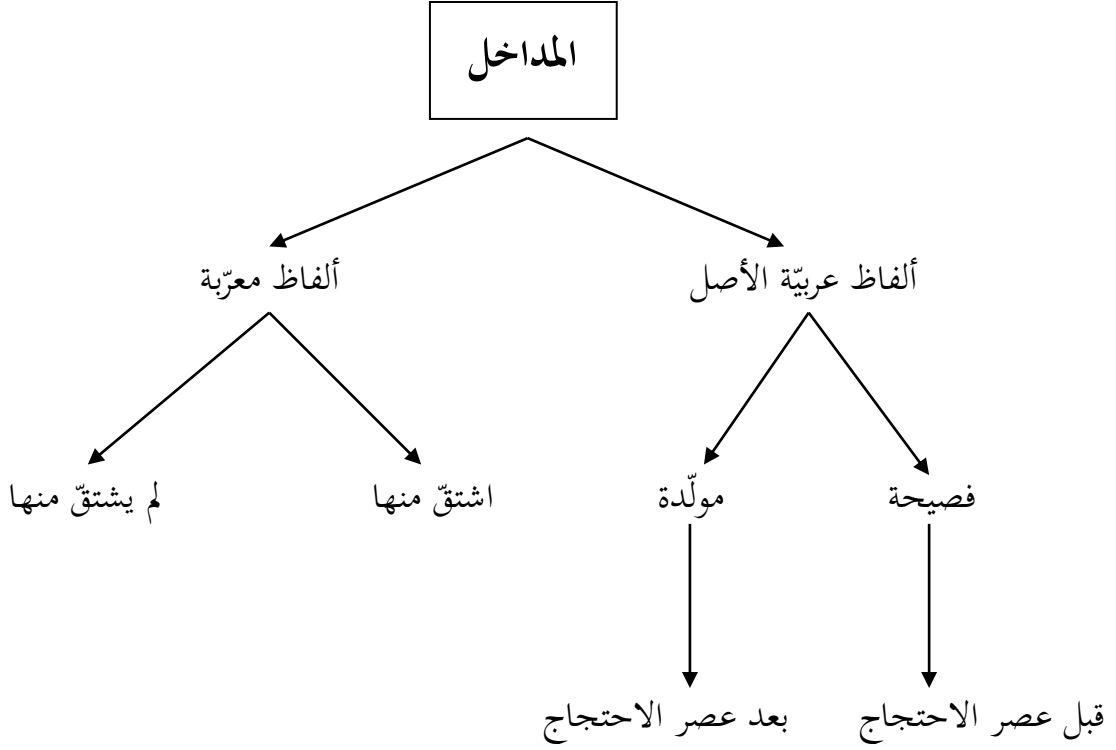 المداخل
ألفاظ عربيّة الأصل
ألفاظ معرّبة
فصيحة
مولّدة
اشتقّ منها
لم يشتقّ منها
قبل عصر الاحتجاج
بعد عصر الاحتجاج